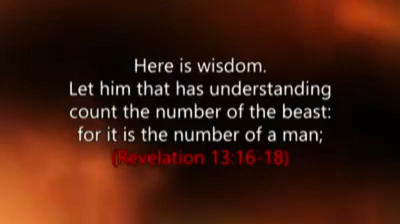 Here is wisdom.
Let him that has understanding
count the number of the beast:
for it is the number of a man;
(Revelation 13:16-18)